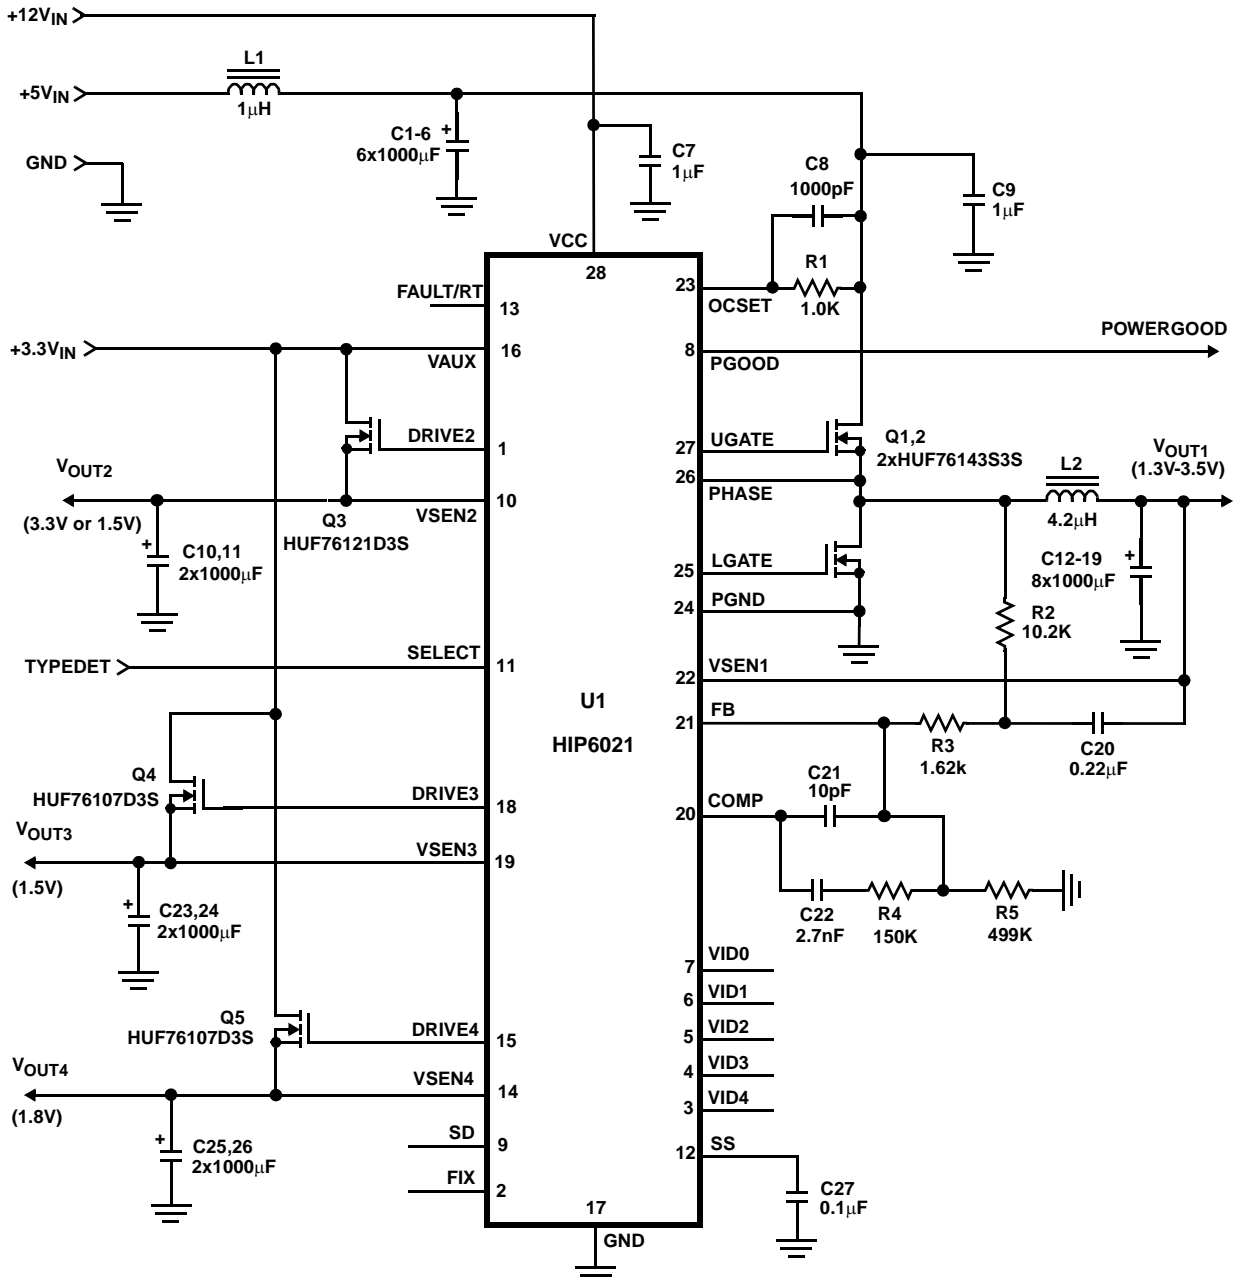 +12VIN
L1
+5VIN
1μH
C1-6
6x1000μF
+
GND
C7
1μF
C8
1000pF
C9
1μF
VCC
28
R1
1.0K
23
OCSET
FAULT/RT
13
POWERGOOD
+3.3VIN
16
VAUX
8
PGOOD
DRIVE2
1
27
UGATE
Q1,2
2xHUF76143S3S
VOUT1
(1.3V-3.5V)
VOUT2
(3.3V or 1.5V)
10
VSEN2
26
PHASE
L2
4.2μH
Q3
HUF76121D3S
+
C10,11
2x1000μF
25
LGATE
+
C12-19
8x1000μF
24
PGND
R2
10.2K
TYPEDET
SELECT
11
22
VSEN1
U1
HIP6021
21
FB
R3
1.62k
C20
0.22μF
Q4
HUF76107D3S
DRIVE3
18
20
COMP
C21
10pF
VOUT3
(1.5V)
VSEN3
19
+
C23,24
2x1000μF
C22
2.7nF
R4
150K
R5
499K
7
VID0
6
VID1
5
VID2
4
VID3
3
VID4
Q5
HUF76107D3S
DRIVE4
15
VOUT4
(1.8V)
VSEN4
14
+
C25,26
2x1000μF
SD
9
FIX
2
12
SS
C27
0.1μF
17
GND